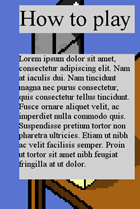 How to play
Lorem ipsum dolor sit amet,
consectetur adipiscing elit. Nam
at iaculis dui. Nam tincidunt
magna nec purus consectetur,
quis consectetur tellus tincidunt.
Fusce ornare aliquet velit, ac
imperdiet nulla commodo quis.
Suspendisse pretium tortor non
pharetra ultricies. Etiam ut nibh
ac velit facilisis semper. Proin
ut tortor sit amet nibh feugiat
fringilla at ut dolor.